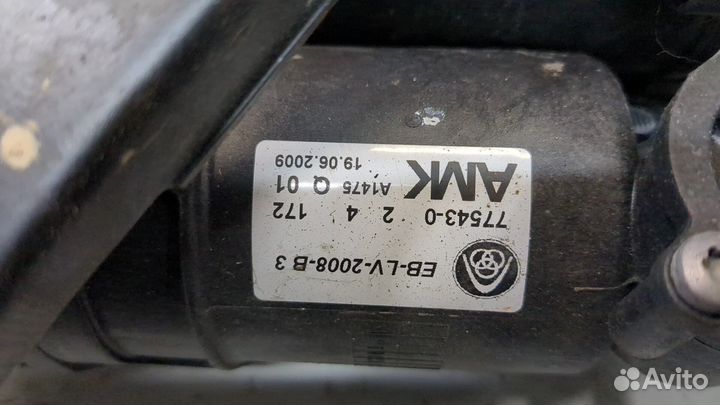 EB-LV-2008-B 3
77543-0 2 4 172
AMK A1475 Q 01
19.06.2009
Avito